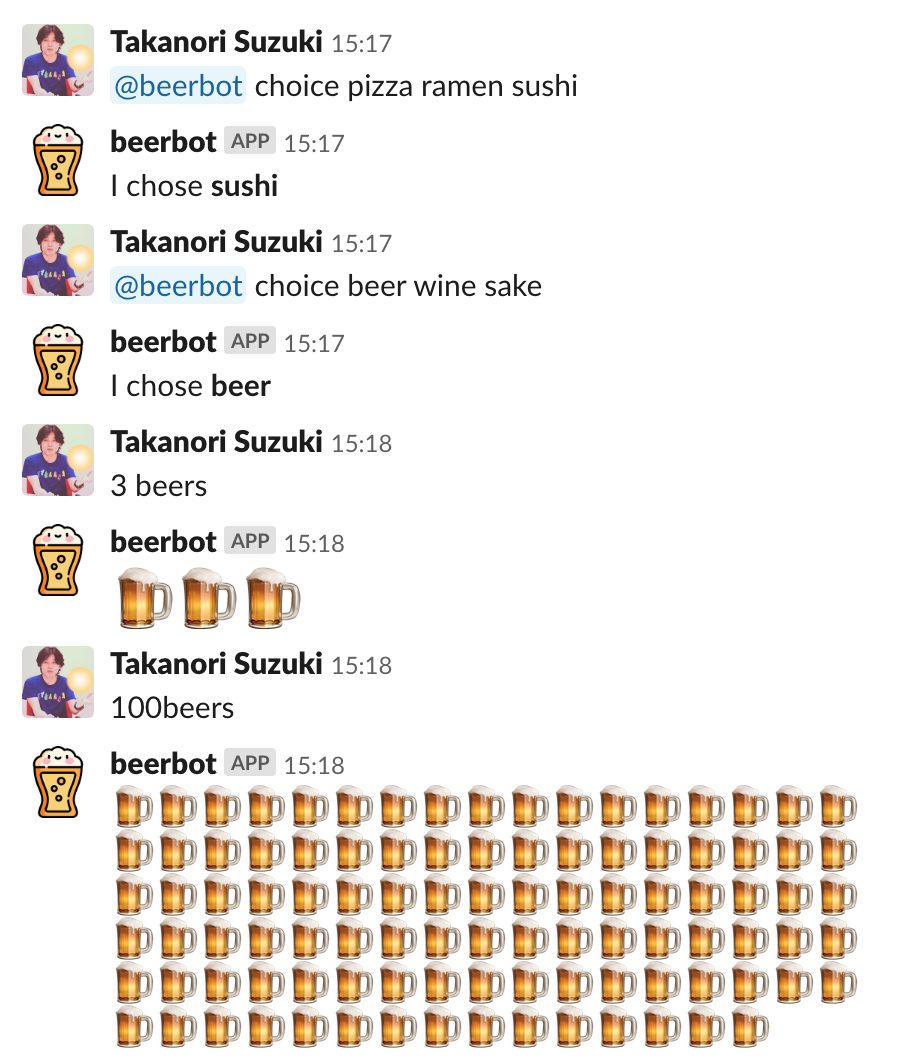 Takanori Suzuki 15:17
@beerbot choice pizza ramen sushi
beerbot APP 15:17
I chose sushi
Takanori Suzuki 15:17
@beerbot choice beer wine sake
beerbot APP 15:17
I chose beer
Takanori Suzuki 15:18
3 beers
beerbot APP 15:18
Takanori Suzuki 15:18
100beers
beerbot APP 15:18